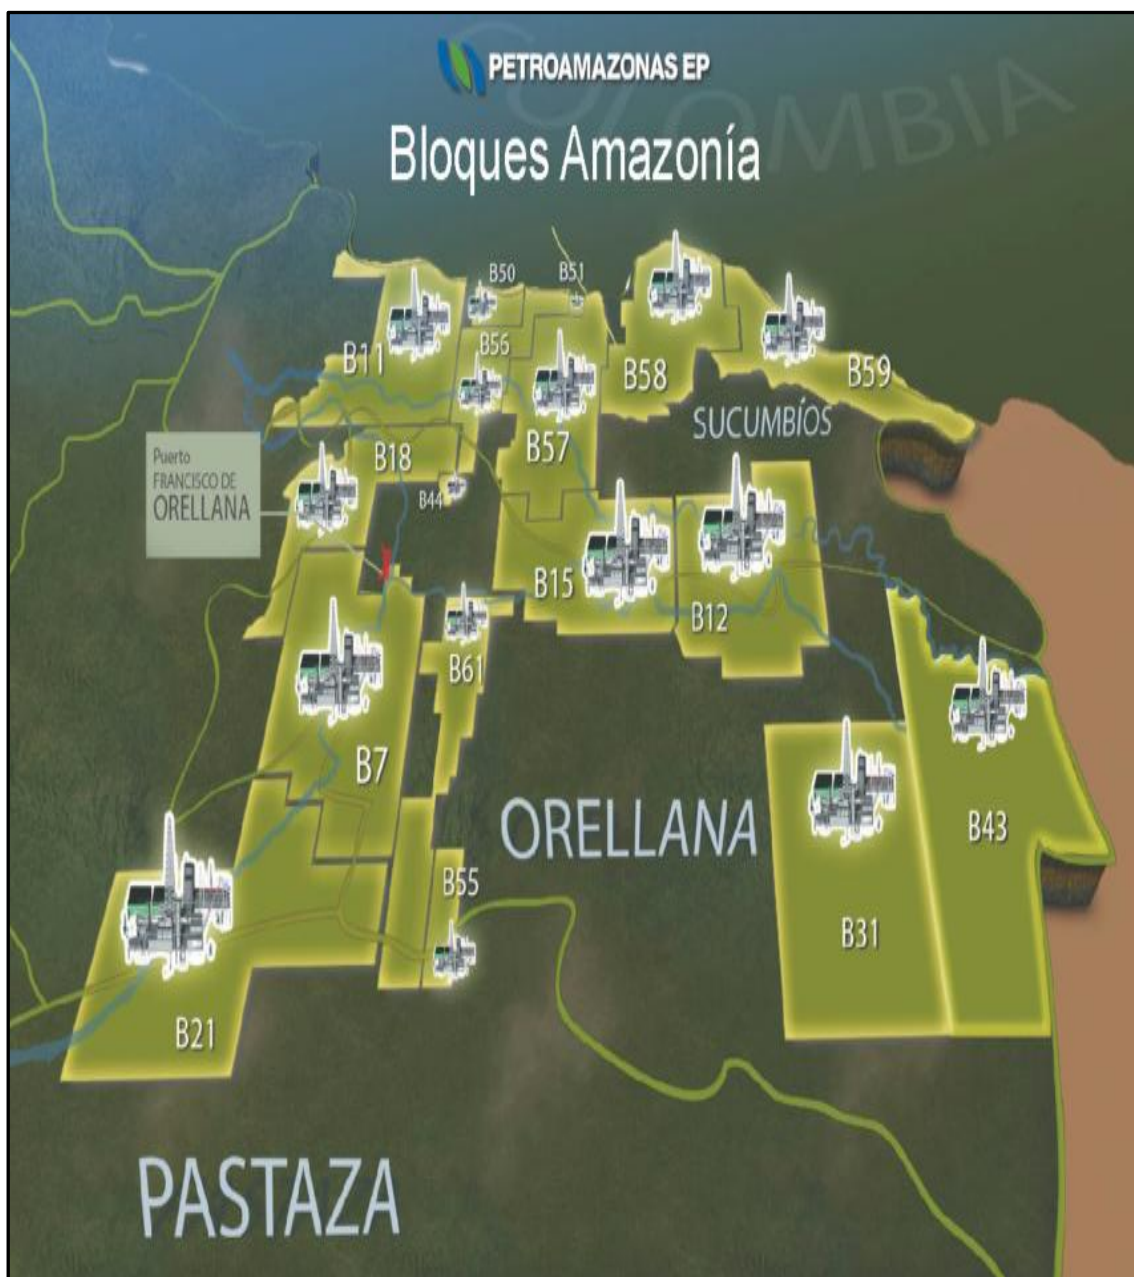 PETROAMAZONAS EP
COLOMBIA
Bloques Amazonía
B50
B51
B11
B56
B58
B59
SUCUMBÍOS
Puerto
FRANCISCO DE
ORELLANA
B18
B57
B44
B15
B12
B61
B7
ORELLANA
B43
B55
B31
B21
PASTAZA